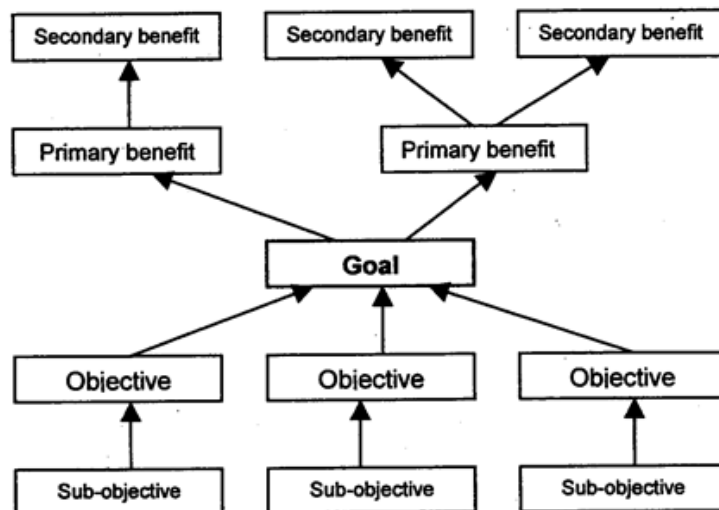 Secondary benefit
Secondary benefit
Secondary benefit
Primary benefit
Primary benefit
Goal
Objective
Objective
Objective
Sub-objective
Sub-objective
Sub-objective